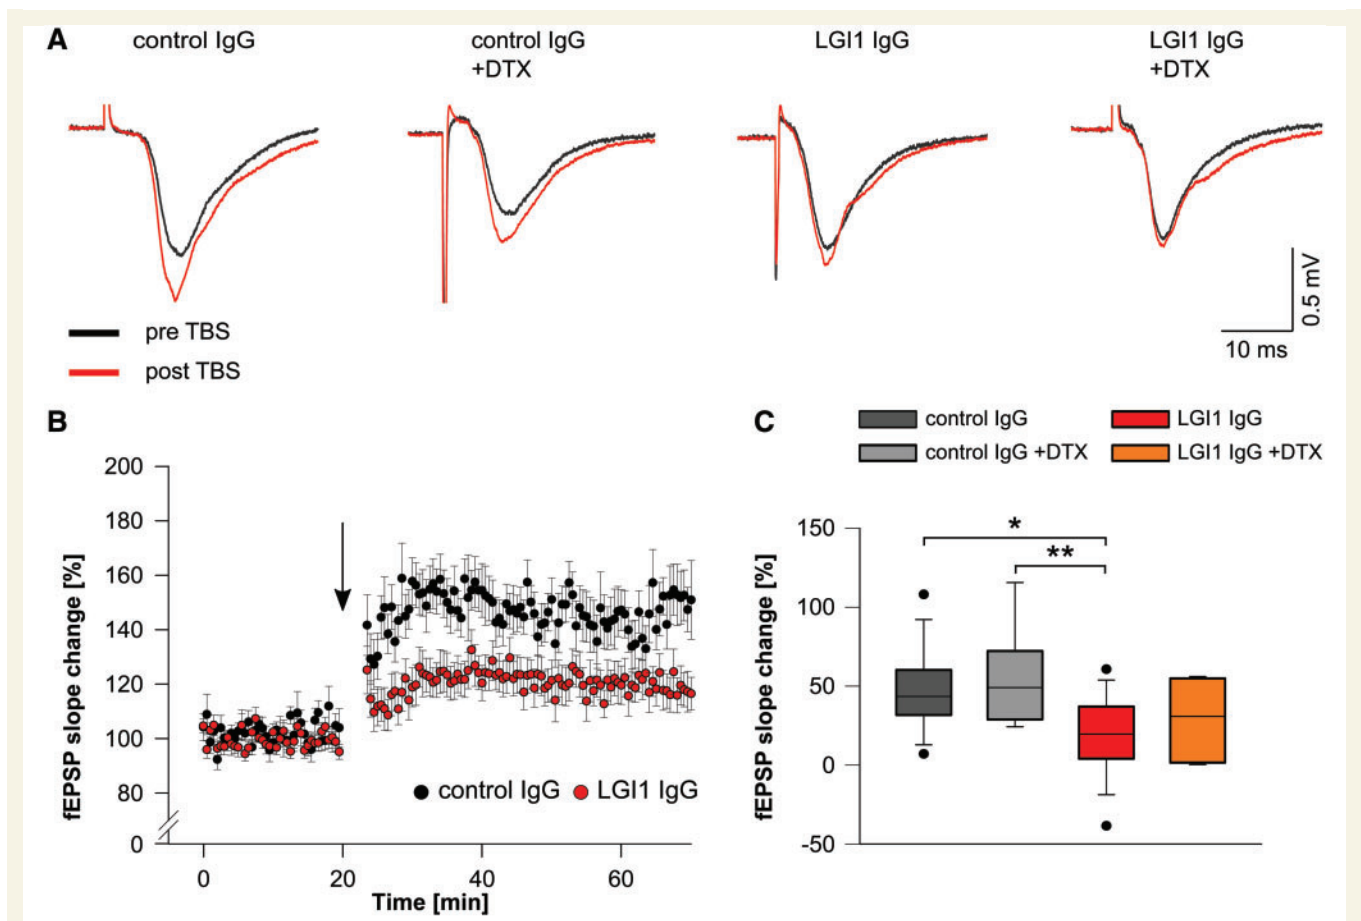 A
control IgG
control IgG
+DTX
LGI1 IgG
LGI1 IgG
+DTX
pre TBS
post TBS
0.5 mV
10 ms
B
fEPSP slope change [%]
200
180
160
140
120
100
80
0
0
20
40
60
Time [min]
control IgG
LGI1 IgG
C
control IgG
LGI1 IgG
control IgG +DTX
LGI1 IgG +DTX
fEPSP slope change [%]
150
100
50
0
-50
*
**